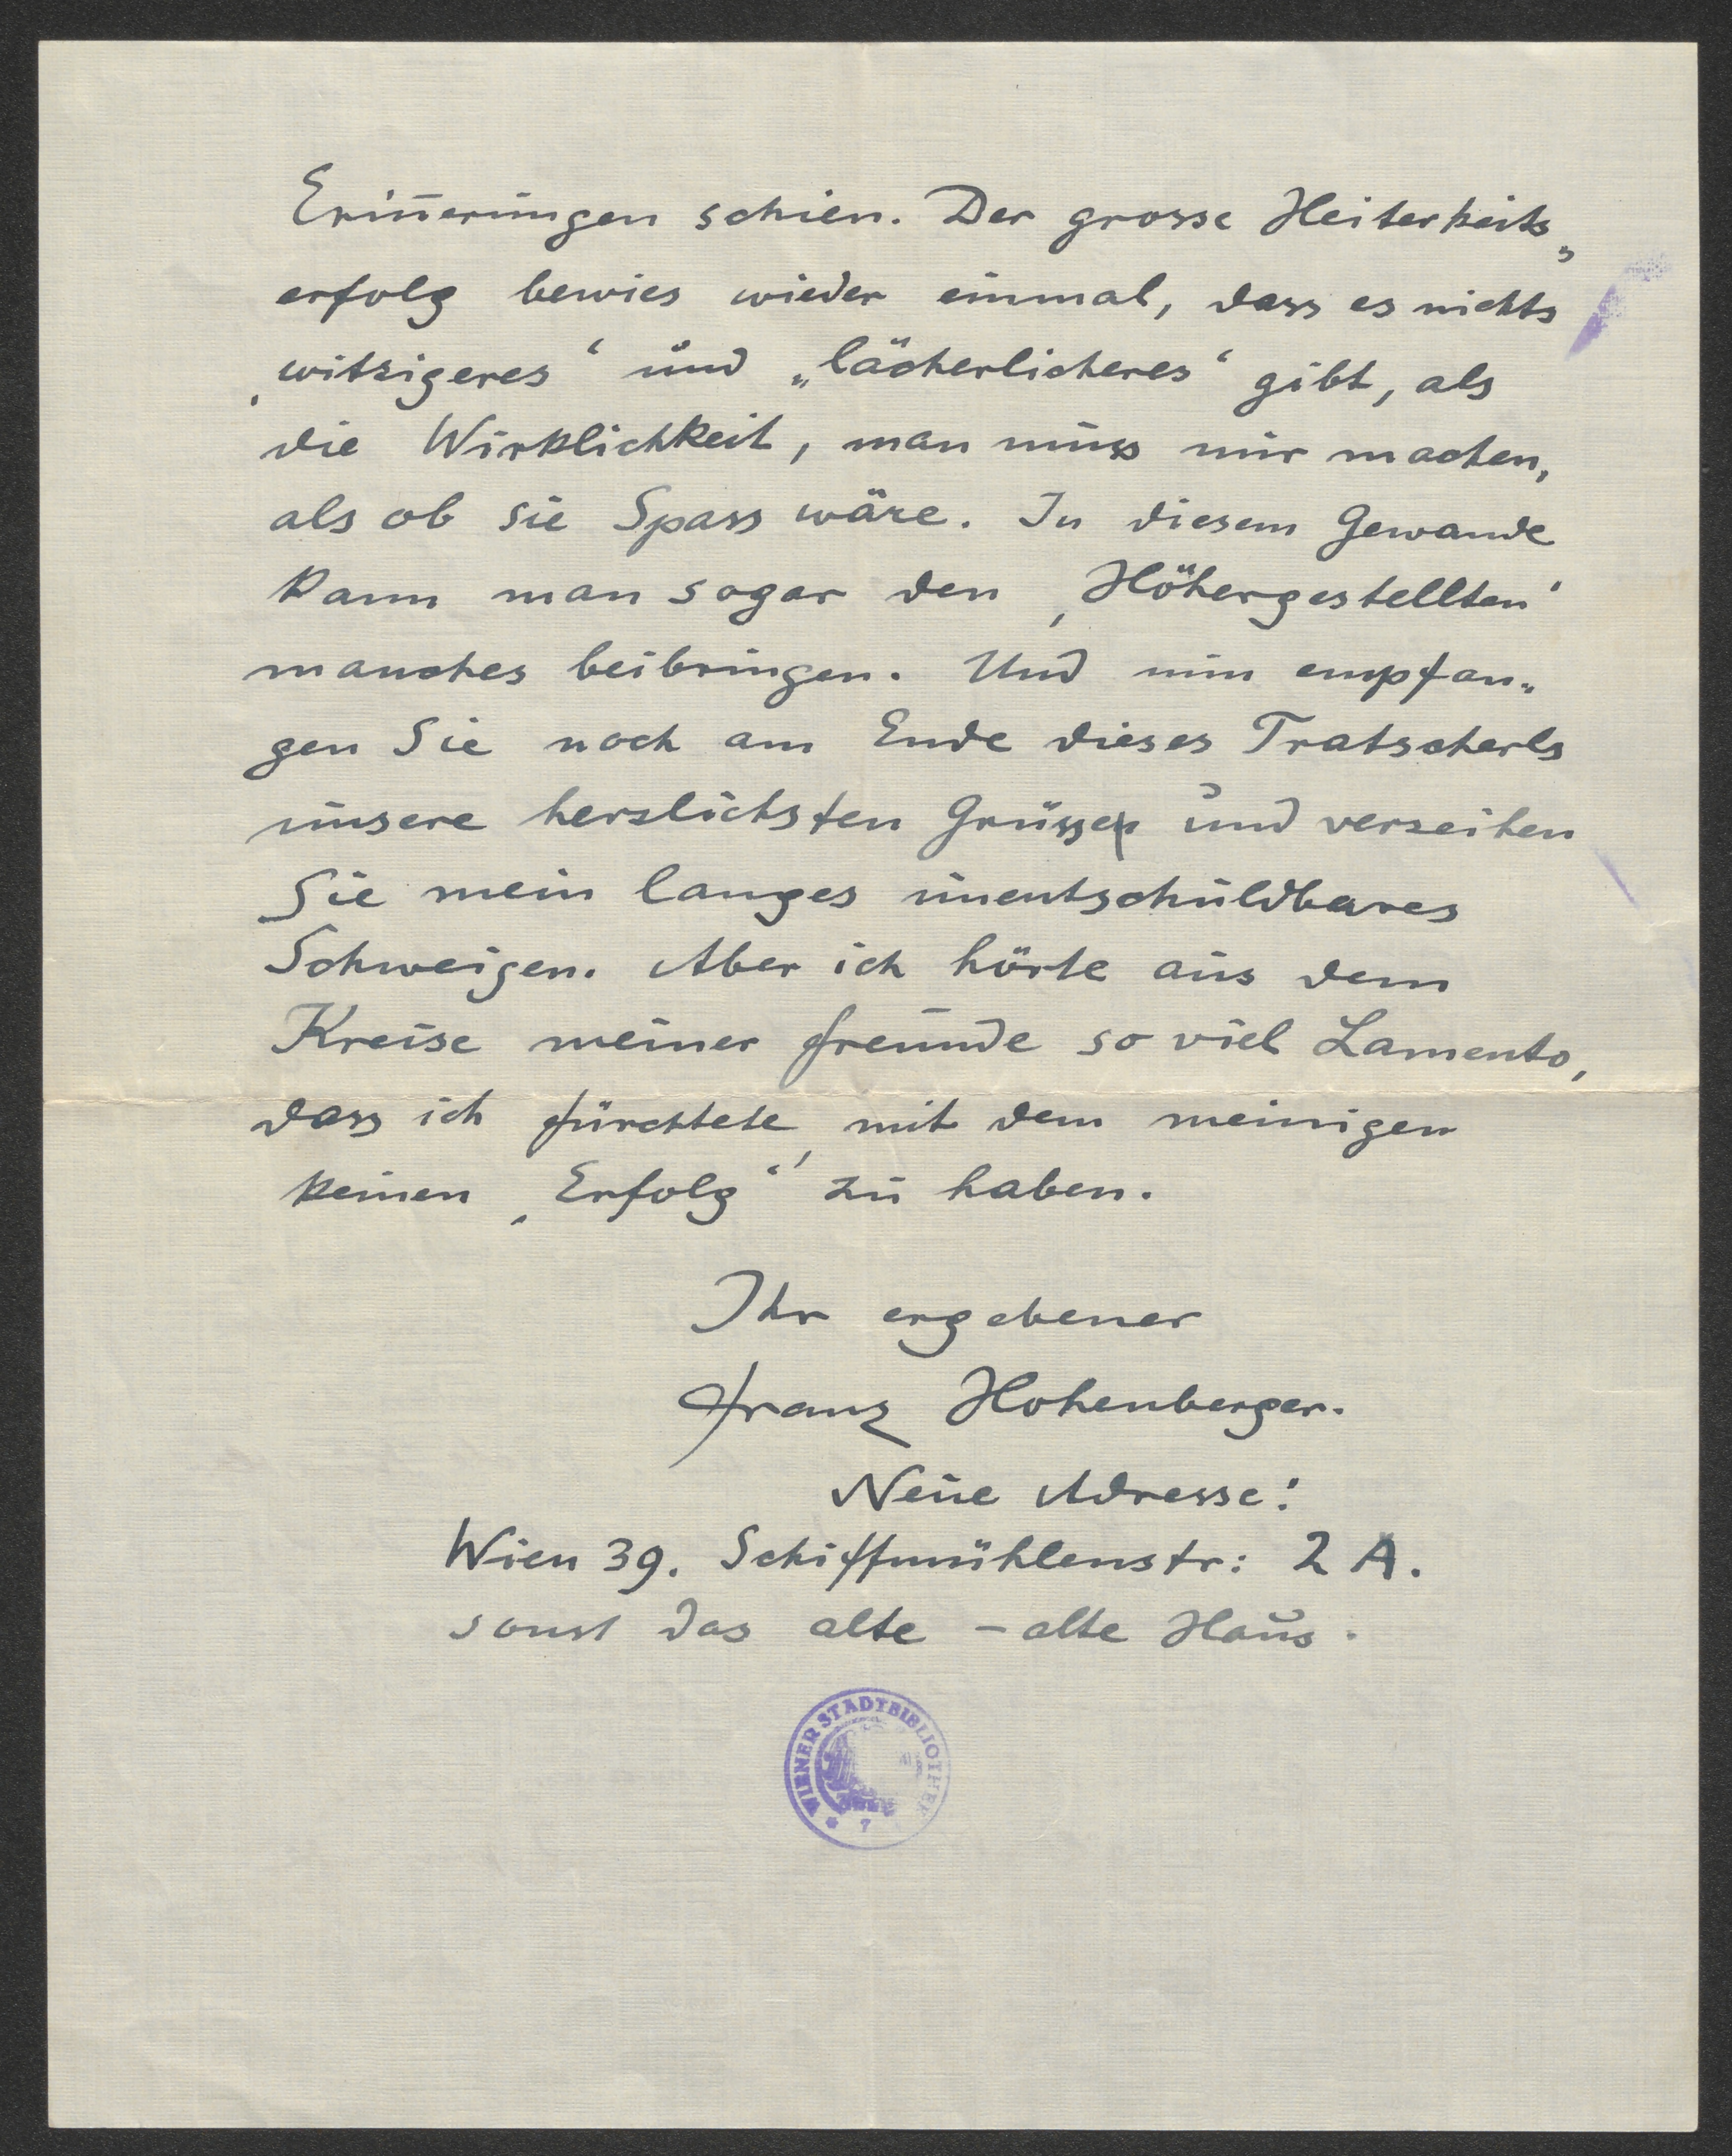 Erin̄erungen schien. Der grosse Heiterkeits„
erfolg bewies wieder einmal, dass es nichts
‚witzigeres‘ und „lächerlicheres‘ gibt, als
die Wirklichkeit, man muss nur machen,
als ob sie Spass wäre. In diesem Gewande
kann man sogar den ‚Höhergestellten‘
manches beibringen. Und nun empfan„
gen Sie noch am Ende dieses Tratscherls
unsere herzlichsten Grüsse und verzeihen
Sie mein langes unentschuldbares
Schweigen. Aber ich hörte aus dem
Kreise meiner Freunde so viel Lamento,
dass ich fürchtete, mit dem meinigen
keinen ‚Erfolg‘ zu haben.
Ihr ergebener
Franz Hohenberger.
Neue Adresse:
Wien 39. Schiffmühlenstr: 2 A.
sonst das alte – alte Haus.
WIENER STADTBIBLIOTHEK
* 7